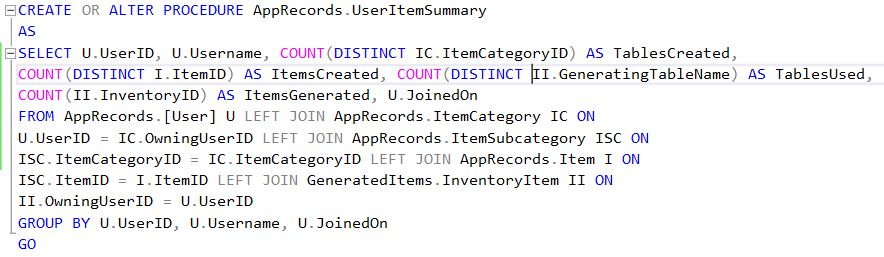 CREATE OR ALTER PROCEDURE AppRecords.UserItemSummary
AS
SELECT U.UserID, U.Username, COUNT(DISTINCT IC.ItemCategoryID) AS TablesCreated,
COUNT(DISTINCT I.ItemID) AS ItemsCreated, COUNT(DISTINCT II.GeneratingTableName) AS TablesUsed,
COUNT(II.InventoryID) AS ItemsGenerated, U.JoinedOn
FROM AppRecords.[User] U LEFT JOIN AppRecords.ItemCategory IC ON
U.UserID = IC.OwningUserID LEFT JOIN AppRecords.ItemSubcategory ISC ON
ISC.ItemCategoryID = IC.ItemCategoryID LEFT JOIN AppRecords.Item I ON
ISC.ItemID = I.ItemID LEFT JOIN GeneratedItems.InventoryItem II ON
II.OwningUserID = U.UserID
GROUP BY U.UserID, U.Username, U.JoinedOn
GO